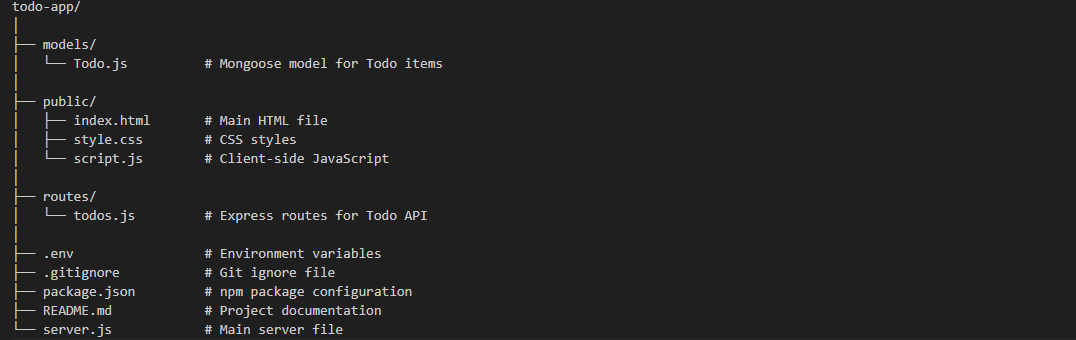 todo-app/
│
├── models/
│   └── Todo.js          # Mongoose model for Todo items
│
├── public/
│   ├── index.html       # Main HTML file
│   ├── style.css        # CSS styles
│   └── script.js        # Client-side JavaScript
│
├── routes/
│   └── todos.js         # Express routes for Todo API
│
├── .env                 # Environment variables
├── .gitignore           # Git ignore file
├── package.json         # npm package configuration
├── README.md            # Project documentation
└── server.js            # Main server file